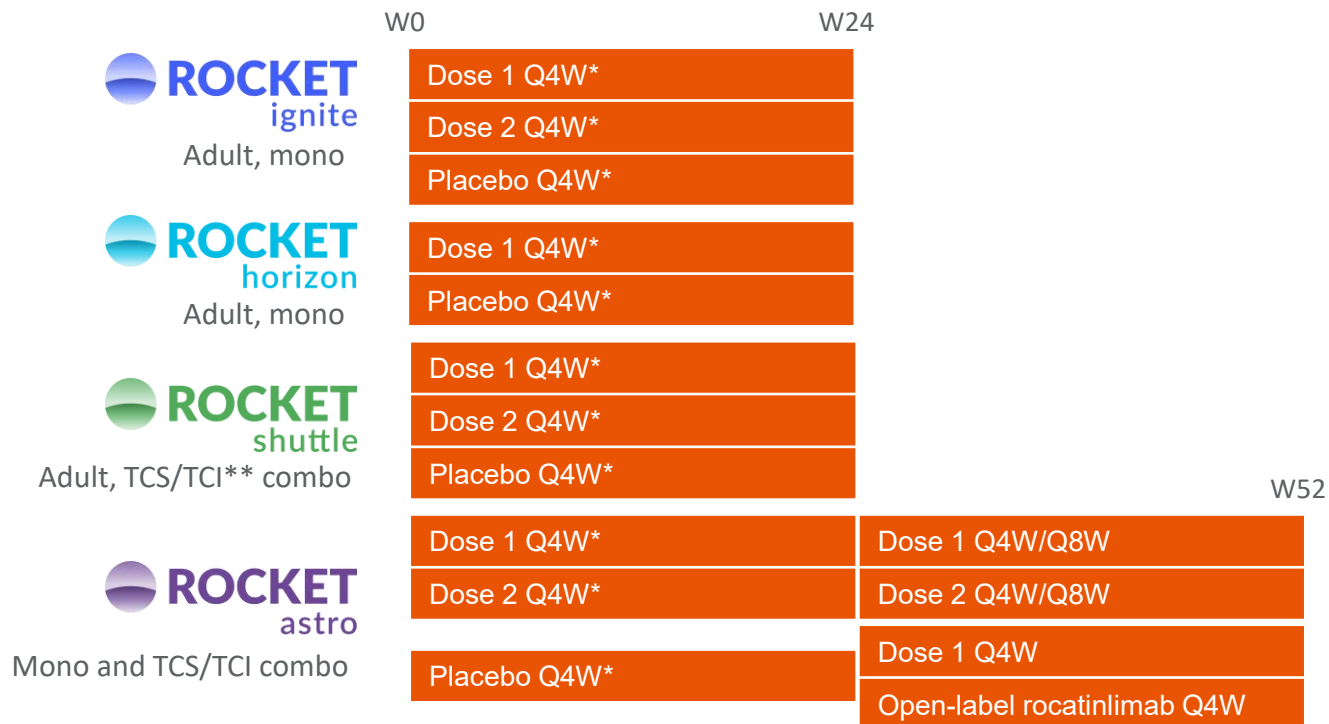 W0 W24
ROCKET
ignite
Adult, mono
Dose 1 Q4W*
Dose 2 Q4W*
Placebo Q4W*
ROCKET
horizon
Adult, mono
Dose 1 Q4W*
Placebo Q4W*
ROCKET
shuttle
Adult, TCS/TCI** combo
Dose 1 Q4W*
Dose 2 Q4W*
Placebo Q4W*
W52
ROCKET
astro
Mono and TCS/TCI combo
Dose 1 Q4W*
Dose 2 Q4W*
Placebo Q4W*
Dose 1 Q4W/Q8W
Dose 2 Q4W/Q8W
Dose 1 Q4W
Open-label rocatinlimab Q4W